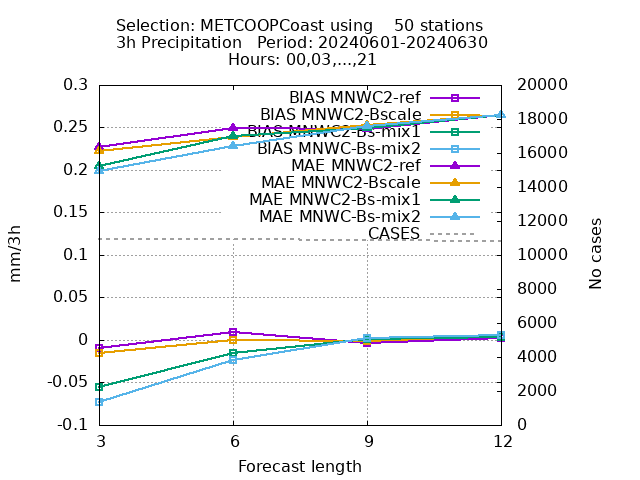 Selection: METCOOPCoast using 50 stations
3h Precipitation Period: 20240601-20240630
Hours: 00,03,...,21
0.3
0.25
0.2
0.15
0.1
0.05
0
-0.05
-0.1
mm/3h
20000
18000
16000
14000
12000
10000
8000
6000
4000
2000
0
No cases
BIAS MNWC2-ref
BIAS MNWC2-Bscale
BIAS MNWC2-Bs-mix1
BIAS MNWC-Bs-mix2
MAE MNWC2-ref
MAE MNWC2-Bscale
MAE MNWC2-Bs-mix1
MAE MNWC-Bs-mix2
CASES
3 6 9 12
Forecast length